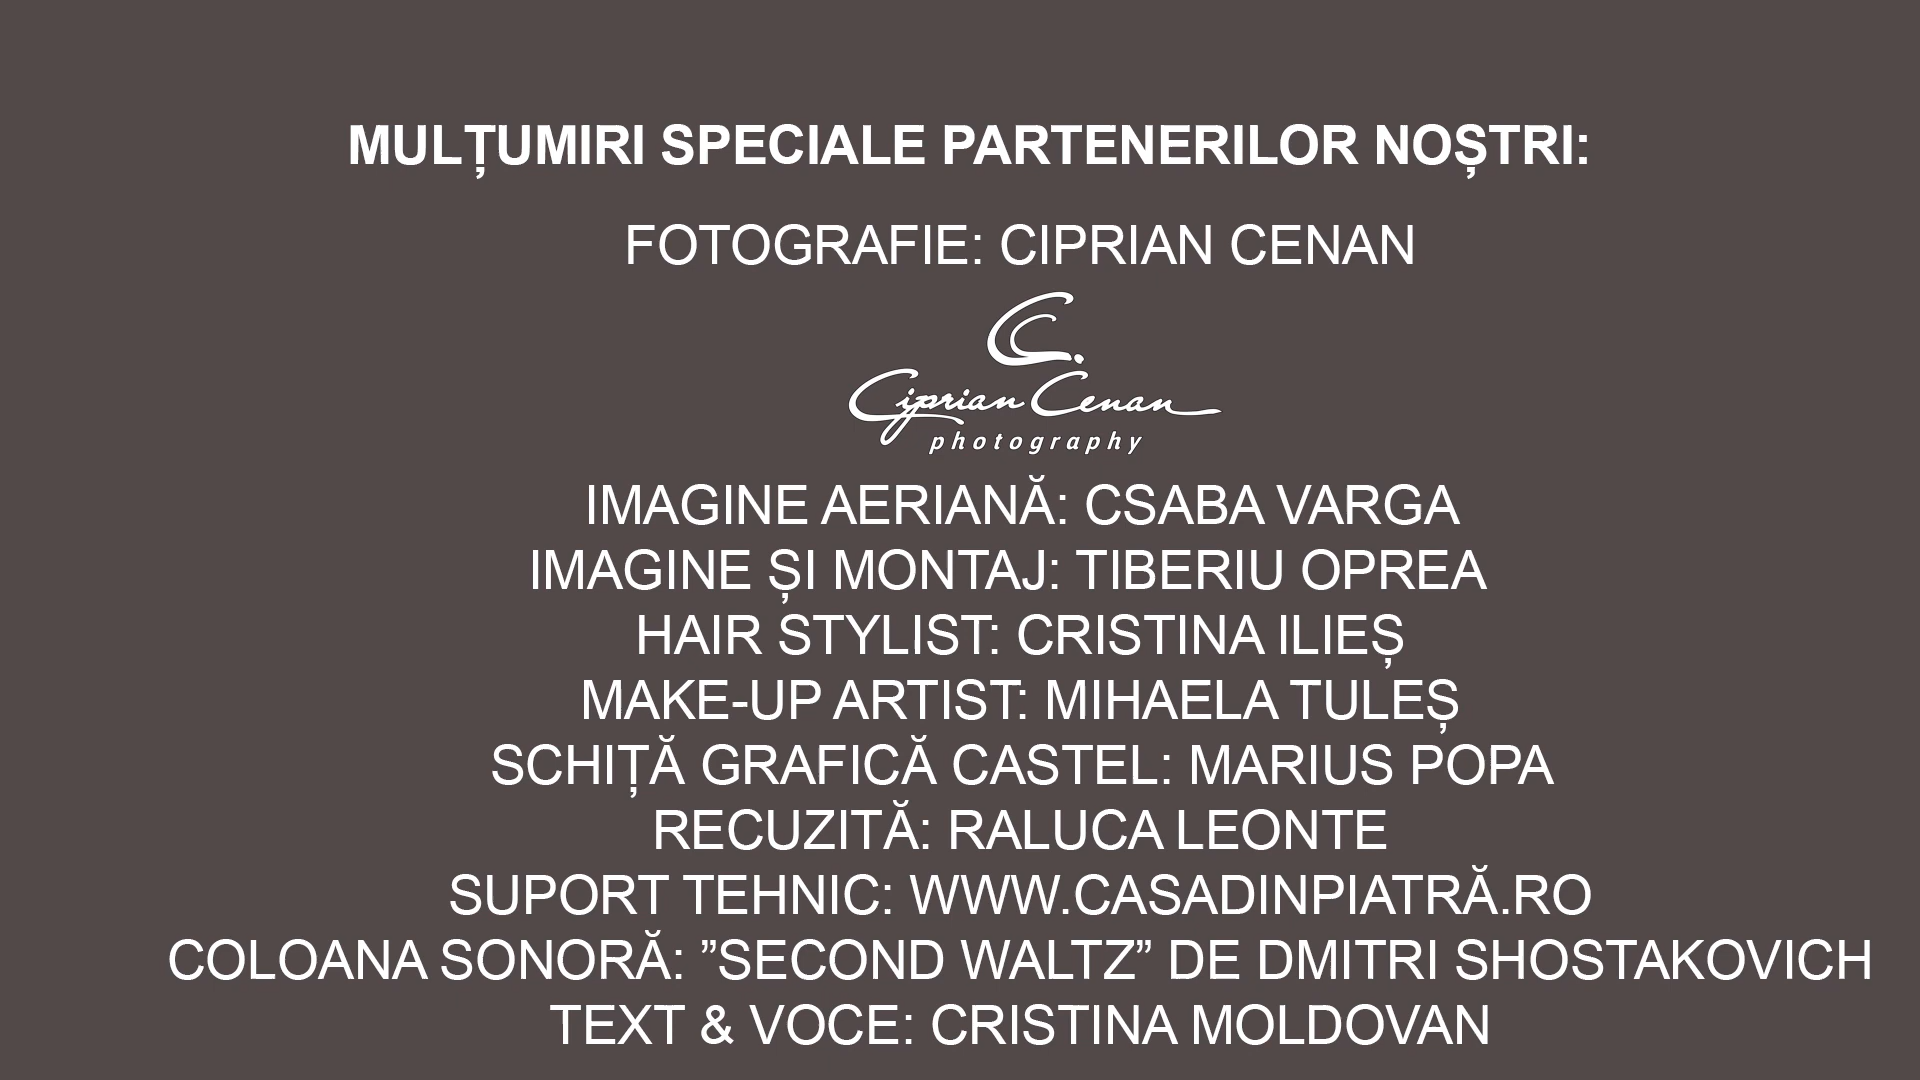 MULȚUMIRI SPECIALE PARTENERILOR NOȘTRI:
FOTOGRAFIE: CIPRIAN CENAN
CC.
Ciprian Cenan
photography
IMAGINE AERIANĂ: CSABA VARGA
IMAGINE ȘI MONTAJ: TIBERIU OPREA
HAIR STYLIST: CRISTINA ILIEȘ
MAKE-UP ARTIST: MIHAELA TULEȘ
SCHIȚĂ GRAFICĂ CASTEL: MARIUS POPA
RECUZITĂ: RALUCA LEONTE
SUPORT TEHNIC: WWW.CASADINPIATRĂ.RO
COLOANA SONORĂ: ”SECOND WALTZ” DE DMITRI SHOSTAKOVICH
TEXT & VOCE: CRISTINA MOLDOVAN